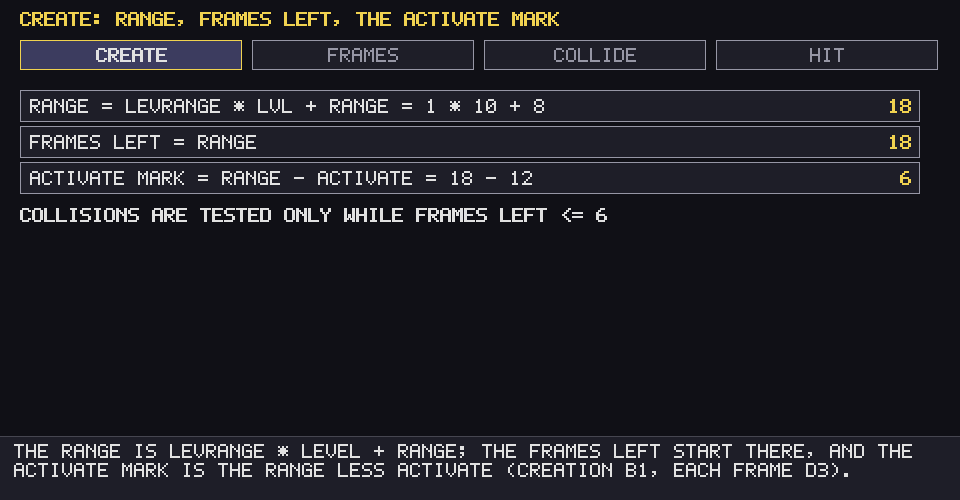 CREATE: RANGE, FRAMES LEFT, THE ACTIVATE MARK
CREATE FRAMES COLLIDE HIT
RANGE = LEVRANGE * LVL + RANGE = 1 * 10 + 8 18
FRAMES LEFT = RANGE 18
ACTIVATE MARK = RANGE - ACTIVATE = 18 - 12 6
COLLISIONS ARE TESTED ONLY WHILE FRAMES LEFT <= 6
THE RANGE IS LEVRANGE * LEVEL + RANGE; THE FRAMES LEFT START THERE, AND THE
ACTIVATE MARK IS THE RANGE LESS ACTIVATE (CREATION B1, EACH FRAME D3).